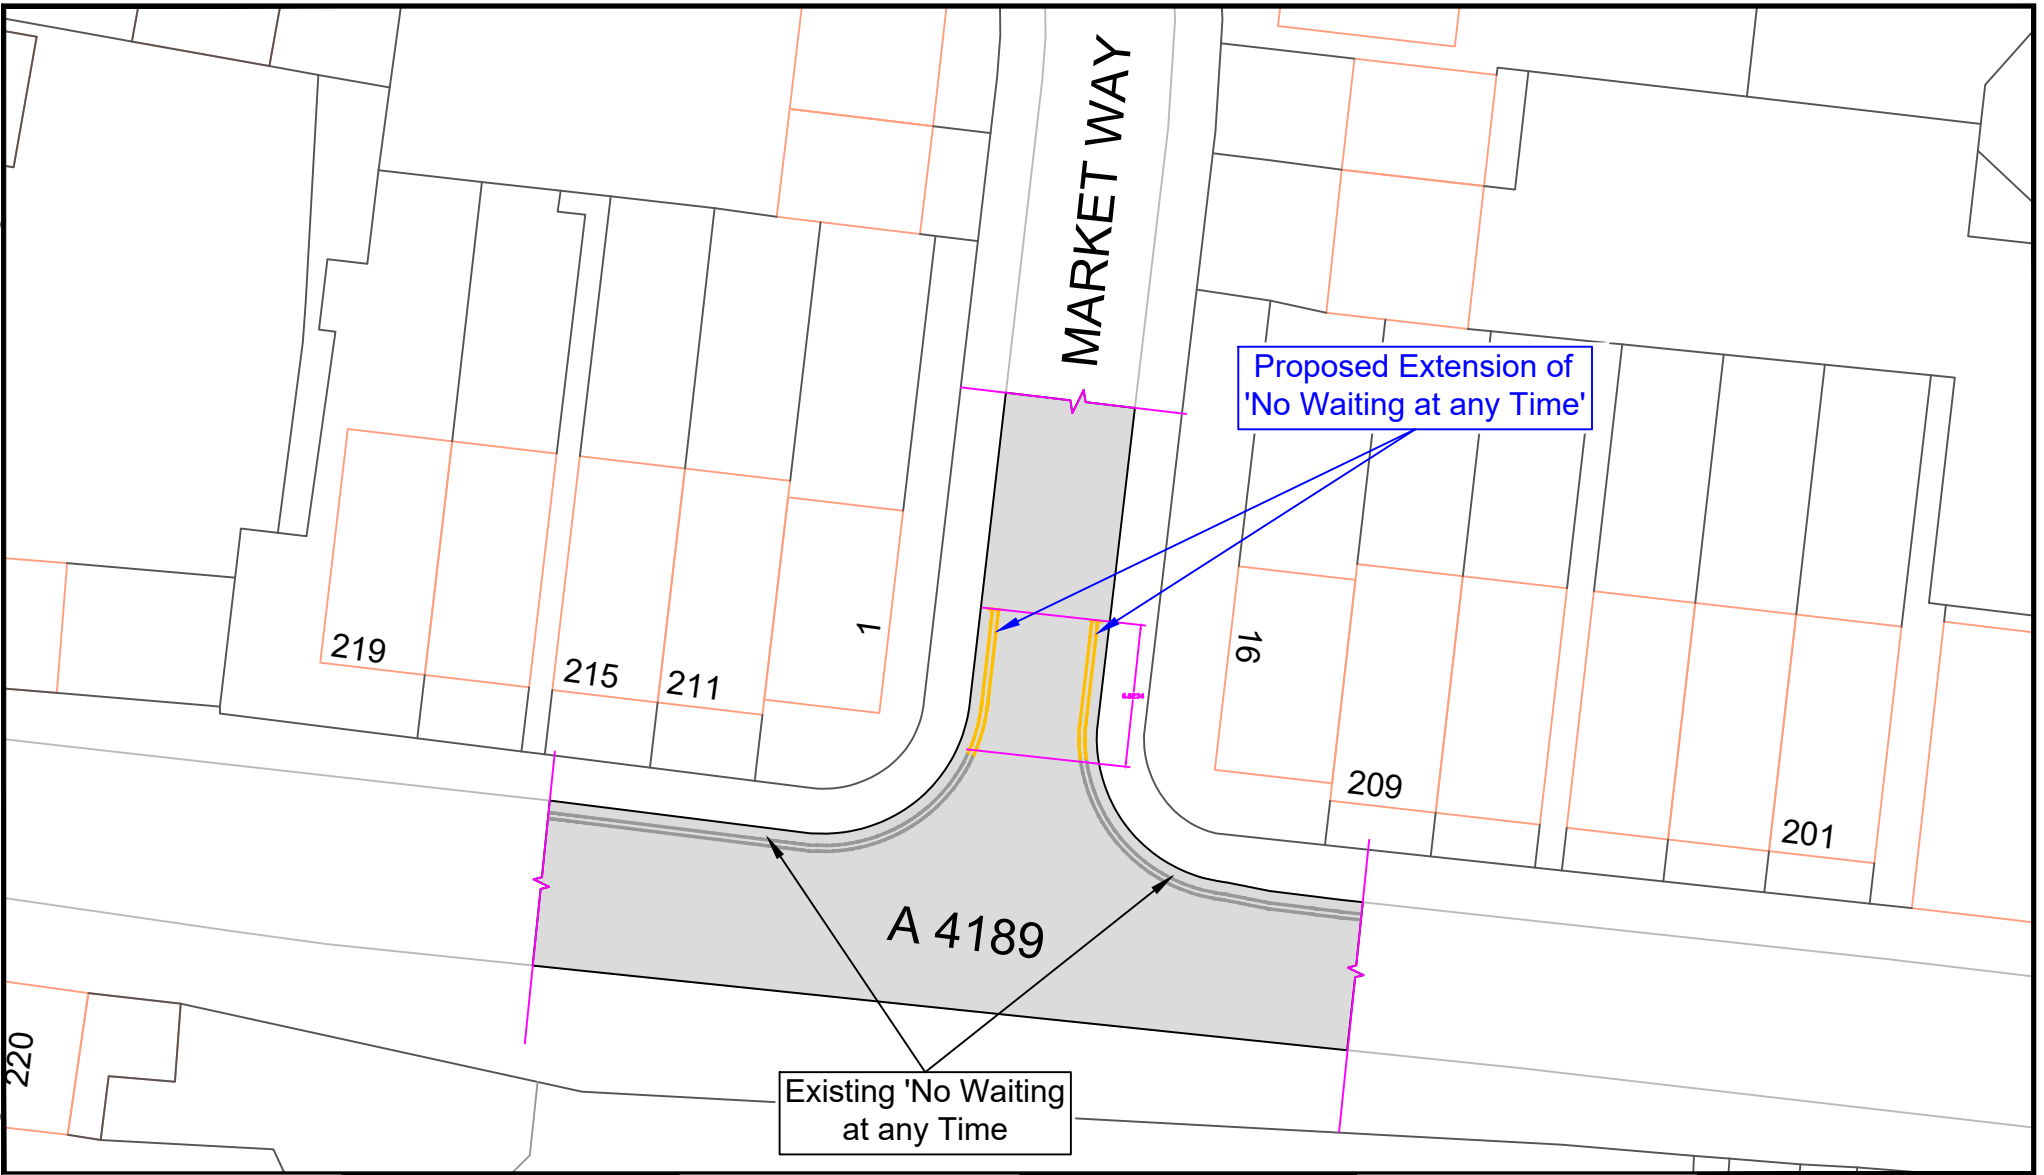 MARKET WAY
Proposed Extension of
'No Waiting at any Time'
219
215
211
1
16
209
201
A 4189
220
Existing 'No Waiting
at any Time